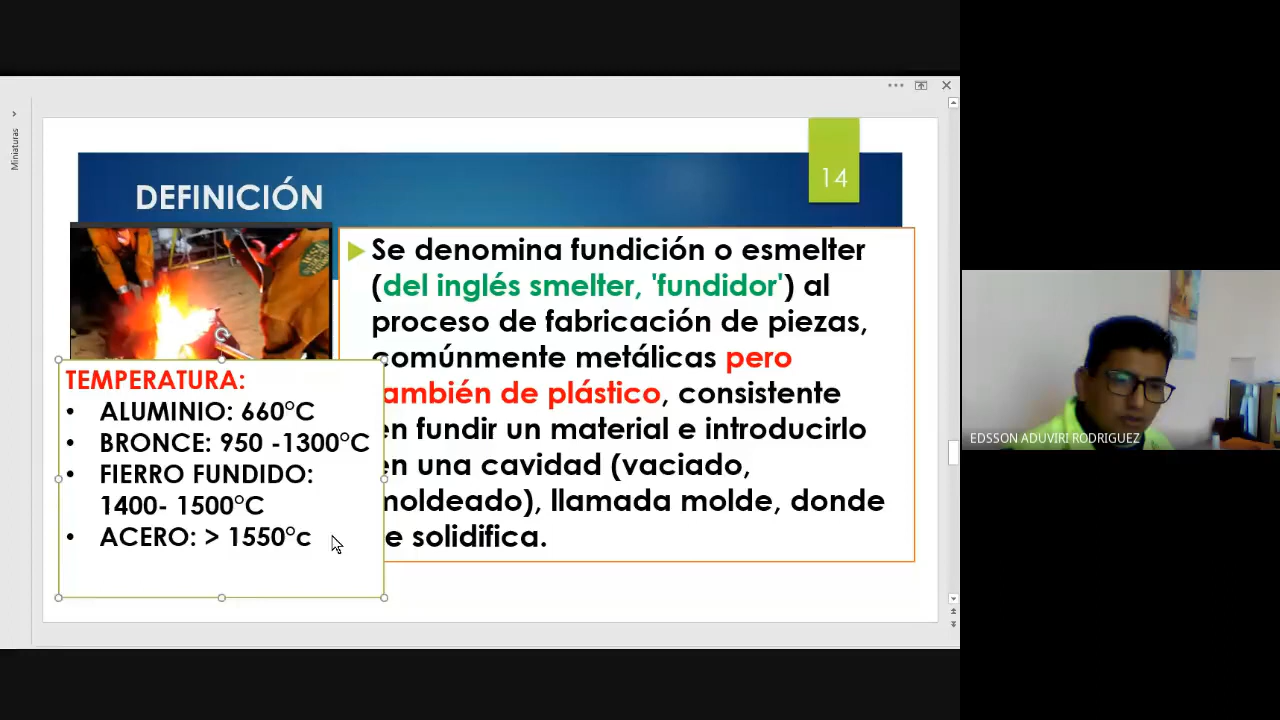 Miniaturas
14
DEFINICIÓN
Se denomina fundición o esmelter
(del inglés smelter, 'fundidor') al
proceso de fabricación de piezas,
comúnmente metálicas pero
también de plástico, consistente
en fundir un material e introducirlo
en una cavidad (vaciado,
moldeado), llamada molde, donde
se solidifica.
TEMPERATURA:
• ALUMINIO: 660°C
• BRONCE: 950 -1300°C
• FIERRO FUNDIDO:
1400- 1500°C
• ACERO: > 1550°c
EDSSON ADUVIRI RODRIGUEZ